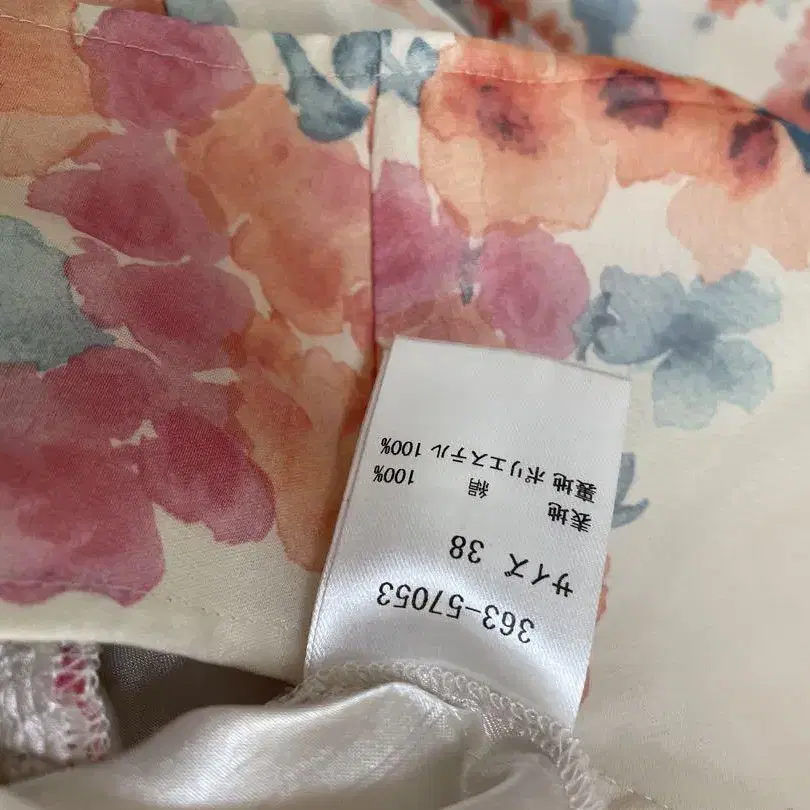 363-57053
サイズ 38
表地
絹 100%
裏地 ポリエステル 100%